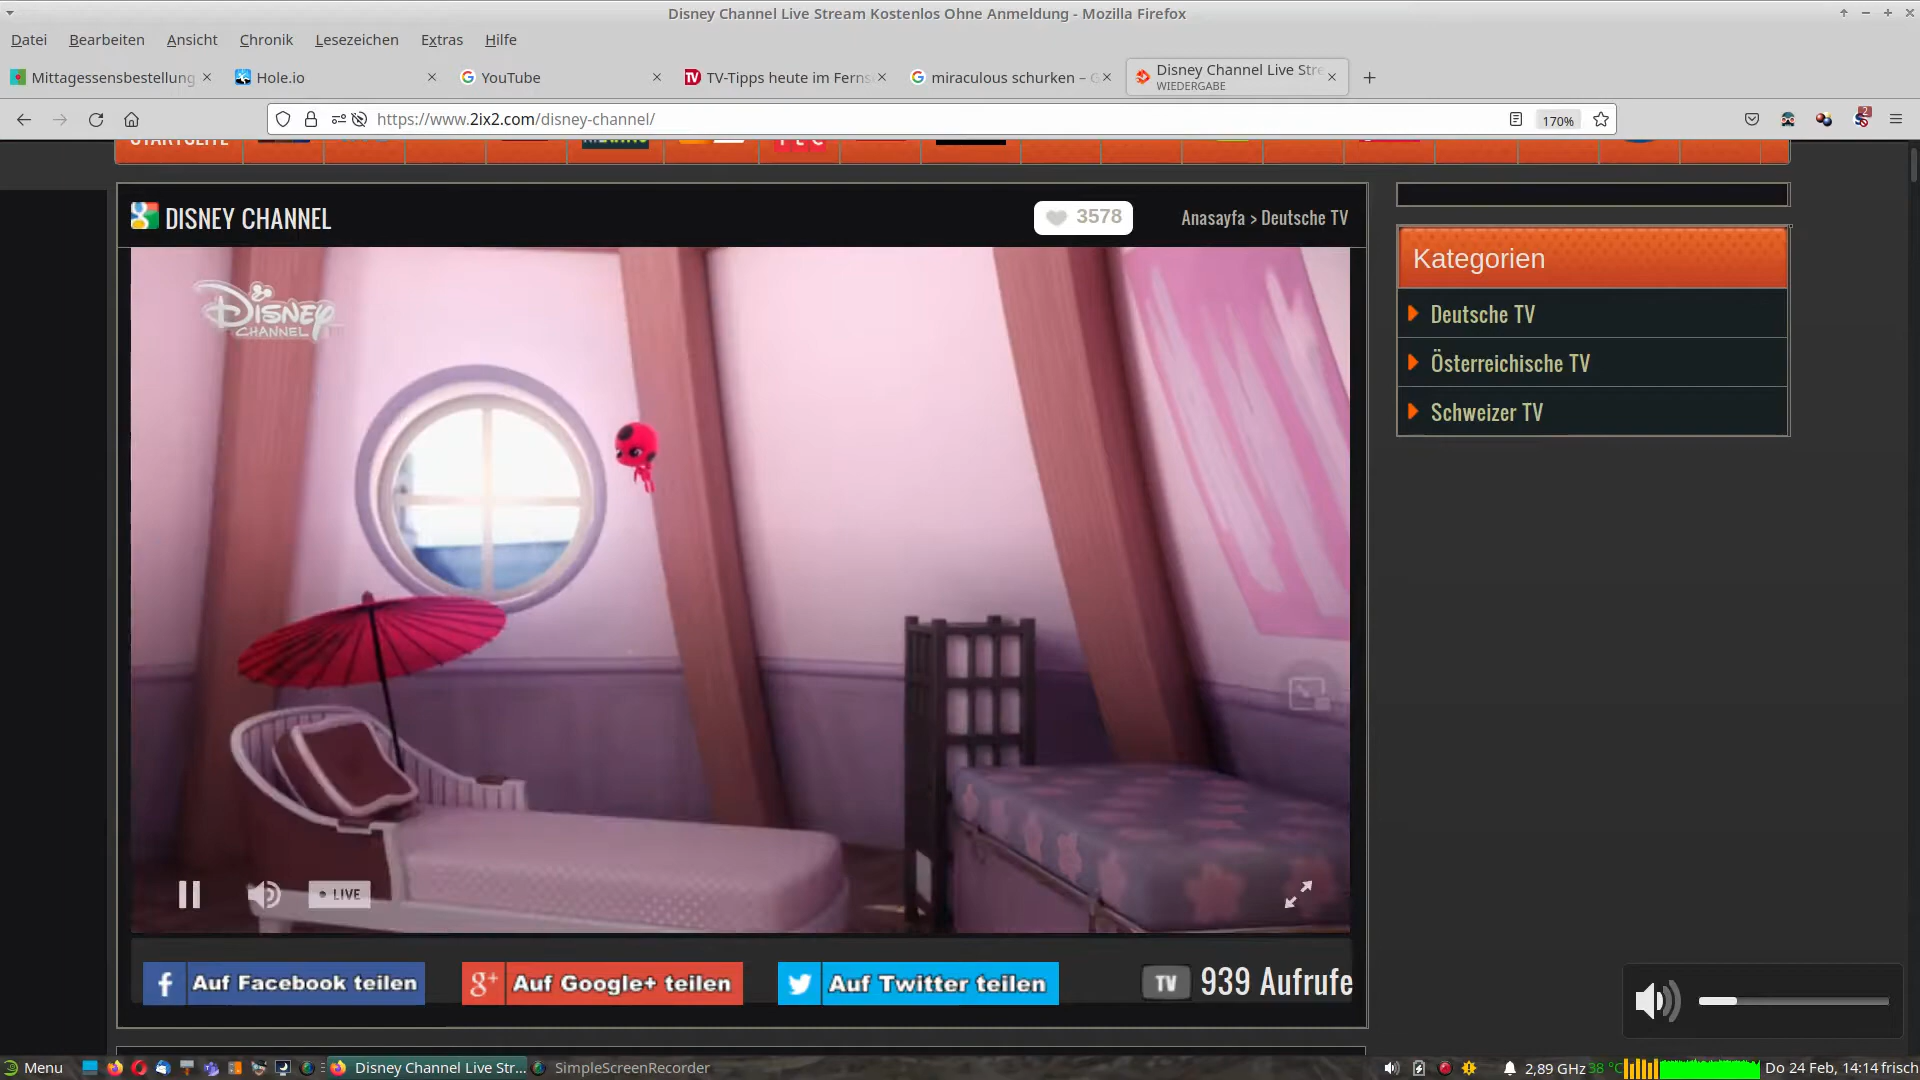 Disney Channel Live Stream Kostenlos Ohne Anmeldung - Mozilla Firefox
Datei Bearbeiten Ansicht Chronik Lesezeichen Extras Hilfe
Mittagessensbestellung
Hole.io
YouTube
TV-Tipps heute im Ferns
miraculous schurken – G
Disney Channel Live Stre
WIEDERGABE
https://www.2ix2.com/disney-channel/
170%
2
STARTSEITE
DISNEY CHANNEL
3578
Anasayfa > Deutsche TV
Kategorien
Deutsche TV
Österreichische TV
Schweizer TV
DISNEY
CHANNEL
LIVE
Auf Facebook teilen
g+ Auf Google+ teilen
Auf Twitter teilen
TV 939 Aufrufe
Menu
Disney Channel Live Str...
SimpleScreenRecorder
2,89 GHz
38 °C
Do 24 Feb, 14:14
frisch